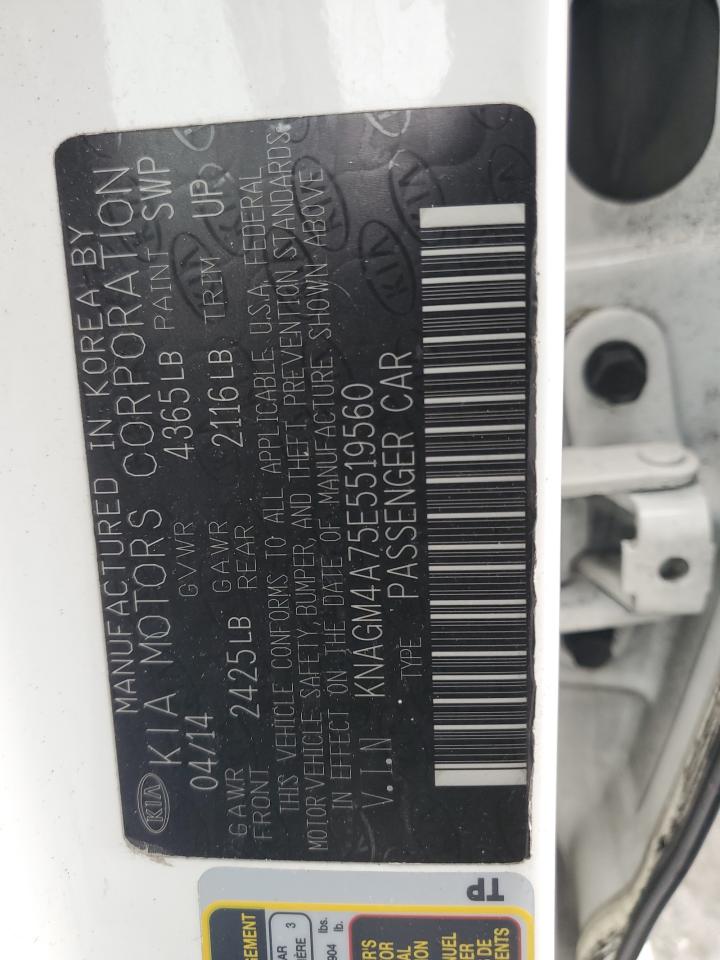 KIA
MANUFACTURED IN KOREA BY
KIA MOTORS CORPORATION
04/14 GVWR 4365LB PAINT SWP
GAWR FRONT 2425LB GAWR REAR 2116LB TRIM UP
THIS VEHICLE CONFORMS TO ALL APPLICABLE U.S.A. FEDERAL
MOTOR VEHICLE SAFETY, BUMPER, AND THEFT PREVENTION STANDARDS
IN EFFECT ON THE DATE OF MANUFACTURE SHOWN ABOVE
V.I.N KNAGM4A75E5519560
TYPE PASSENGER CAR
TP